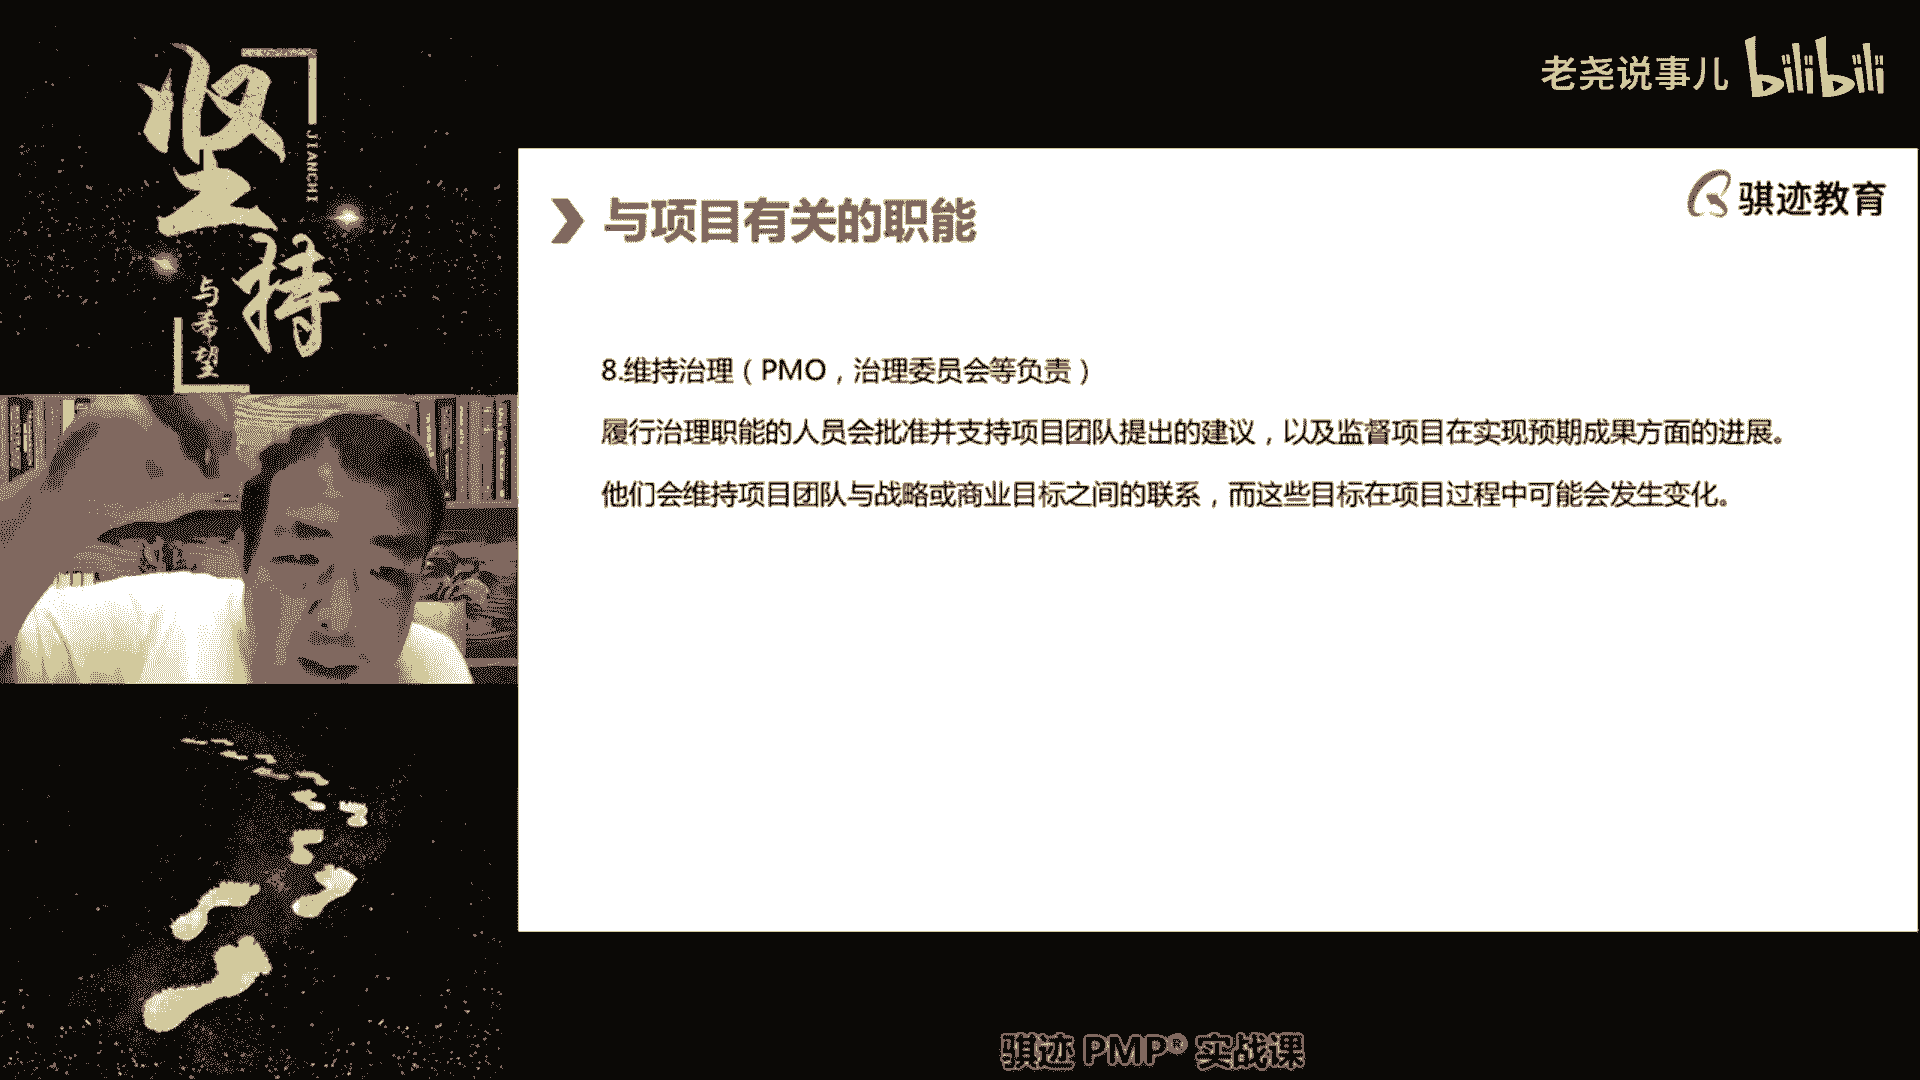 坚持
JIANCHI
与希望
老尧说事儿 bilibili
骐迹教育
与项目有关的职能
8.维持治理（PMO，治理委员会等负责）
履行治理职能的人员会批准并支持项目团队提出的建议，以及监督项目在实现预期成果方面的进展。
他们会维持项目团队与战略或商业目标之间的联系，而这些目标在项目过程中可能会发生变化。
骐迹 PMP® 实战课